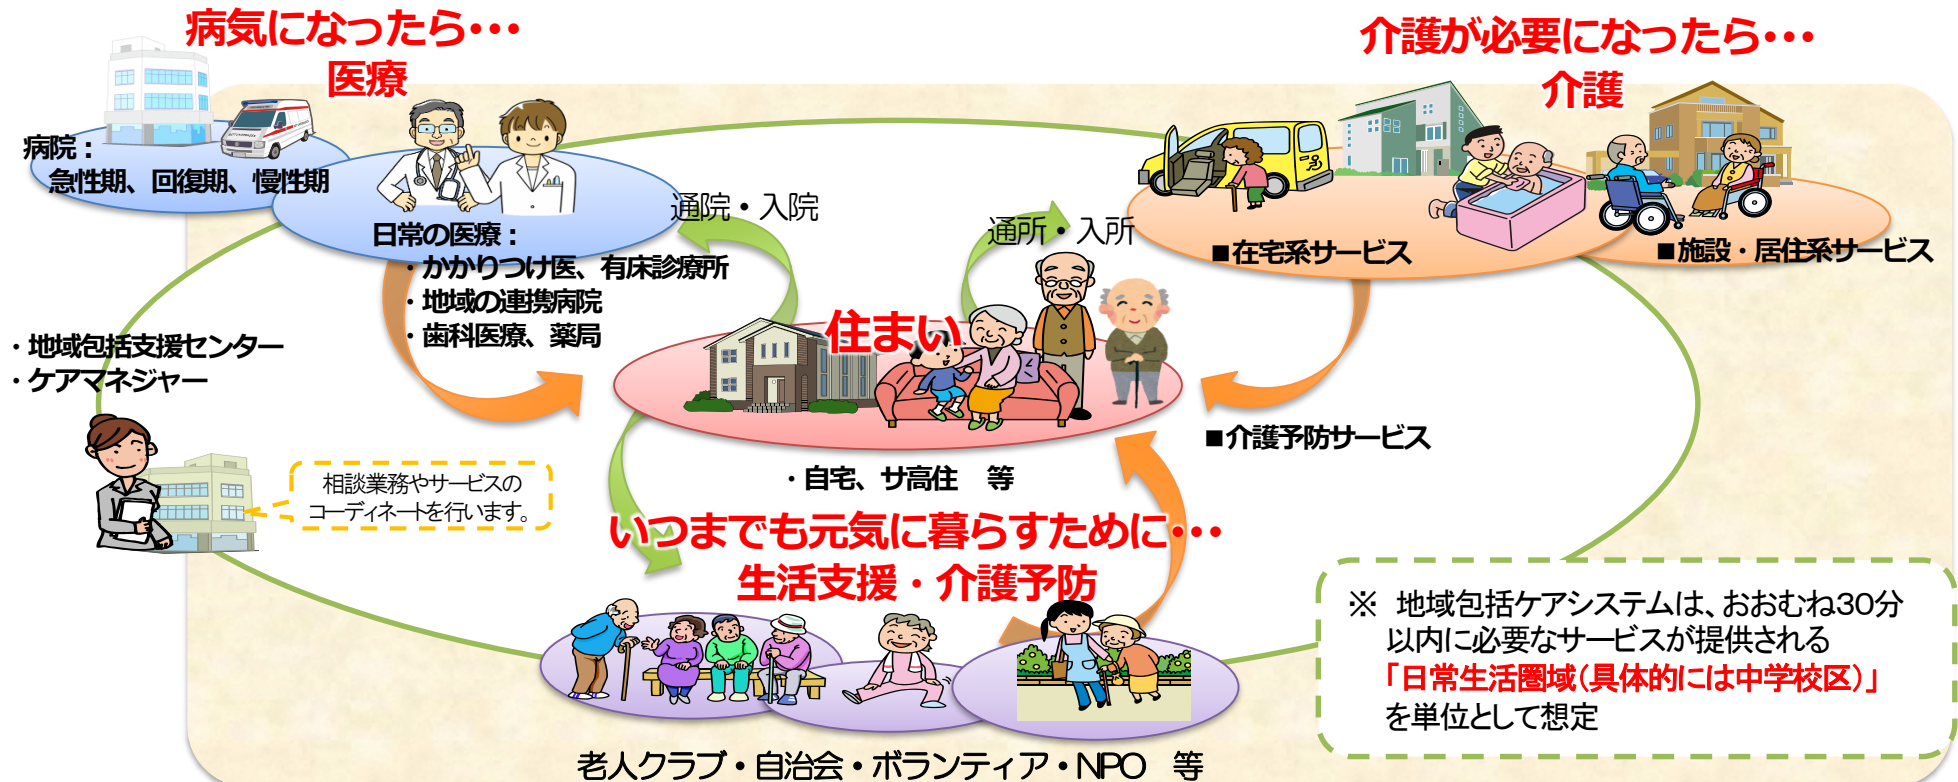 病気になったら･･･
医療
介護が必要になったら･･･
介護
病院：
急性期、回復期、慢性期
日常の医療：
・かかりつけ医、有床診療所
・地域の連携病院
・歯科医療、薬局
通院・入院
通所・入所
■在宅系サービス
■施設・居住系サービス
住まい
・地域包括支援センター
・ケアマネジャー
■介護予防サービス
・自宅、サ高住　等
相談業務やサービスの
コーディネートを行います。
いつまでも元気に暮らすために･･･
生活支援・介護予防
※　地域包括ケアシステムは、おおむね30分
以内に必要なサービスが提供される
「日常生活圏域（具体的には中学校区）」
を単位として想定
老人クラブ・自治会・ボランティア・NPO　等